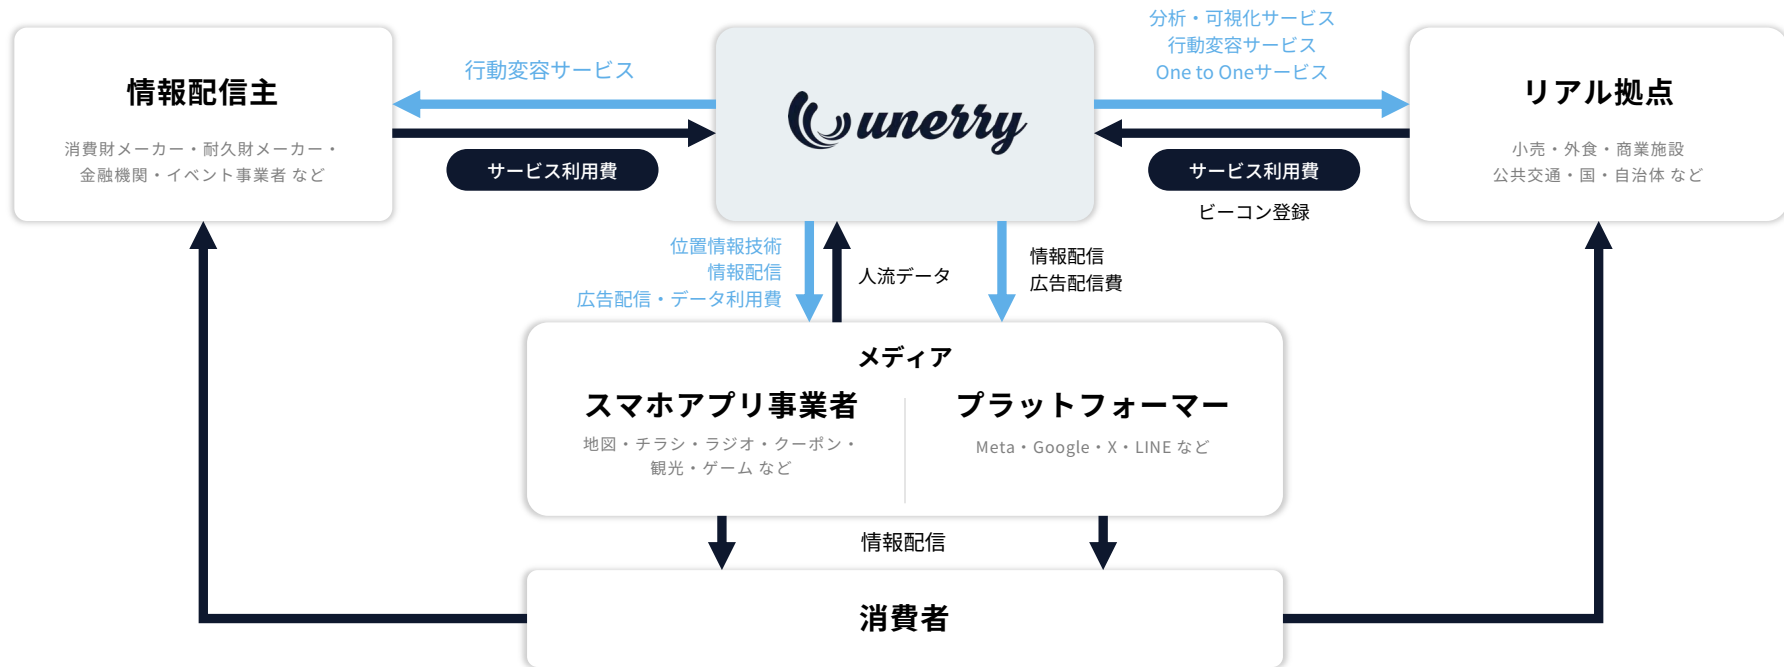 分析・可視化サービス
行動変容サービス
One to Oneサービス
行動変容サービス
情報配信主
消費財メーカー・耐久財メーカー・
金融機関・イベント事業者 など
サービス利用費
unerry
リアル拠点
小売・外食・商業施設
公共交通・国・自治体 など
サービス利用費
ビーコン登録
位置情報技術
情報配信
広告配信・データ利用費
人流データ
情報配信
広告配信費
メディア
スマホアプリ事業者
地図・チラシ・ラジオ・クーポン・
観光・ゲーム など
プラットフォーマー
Meta・Google・X・LINE など
情報配信
消費者